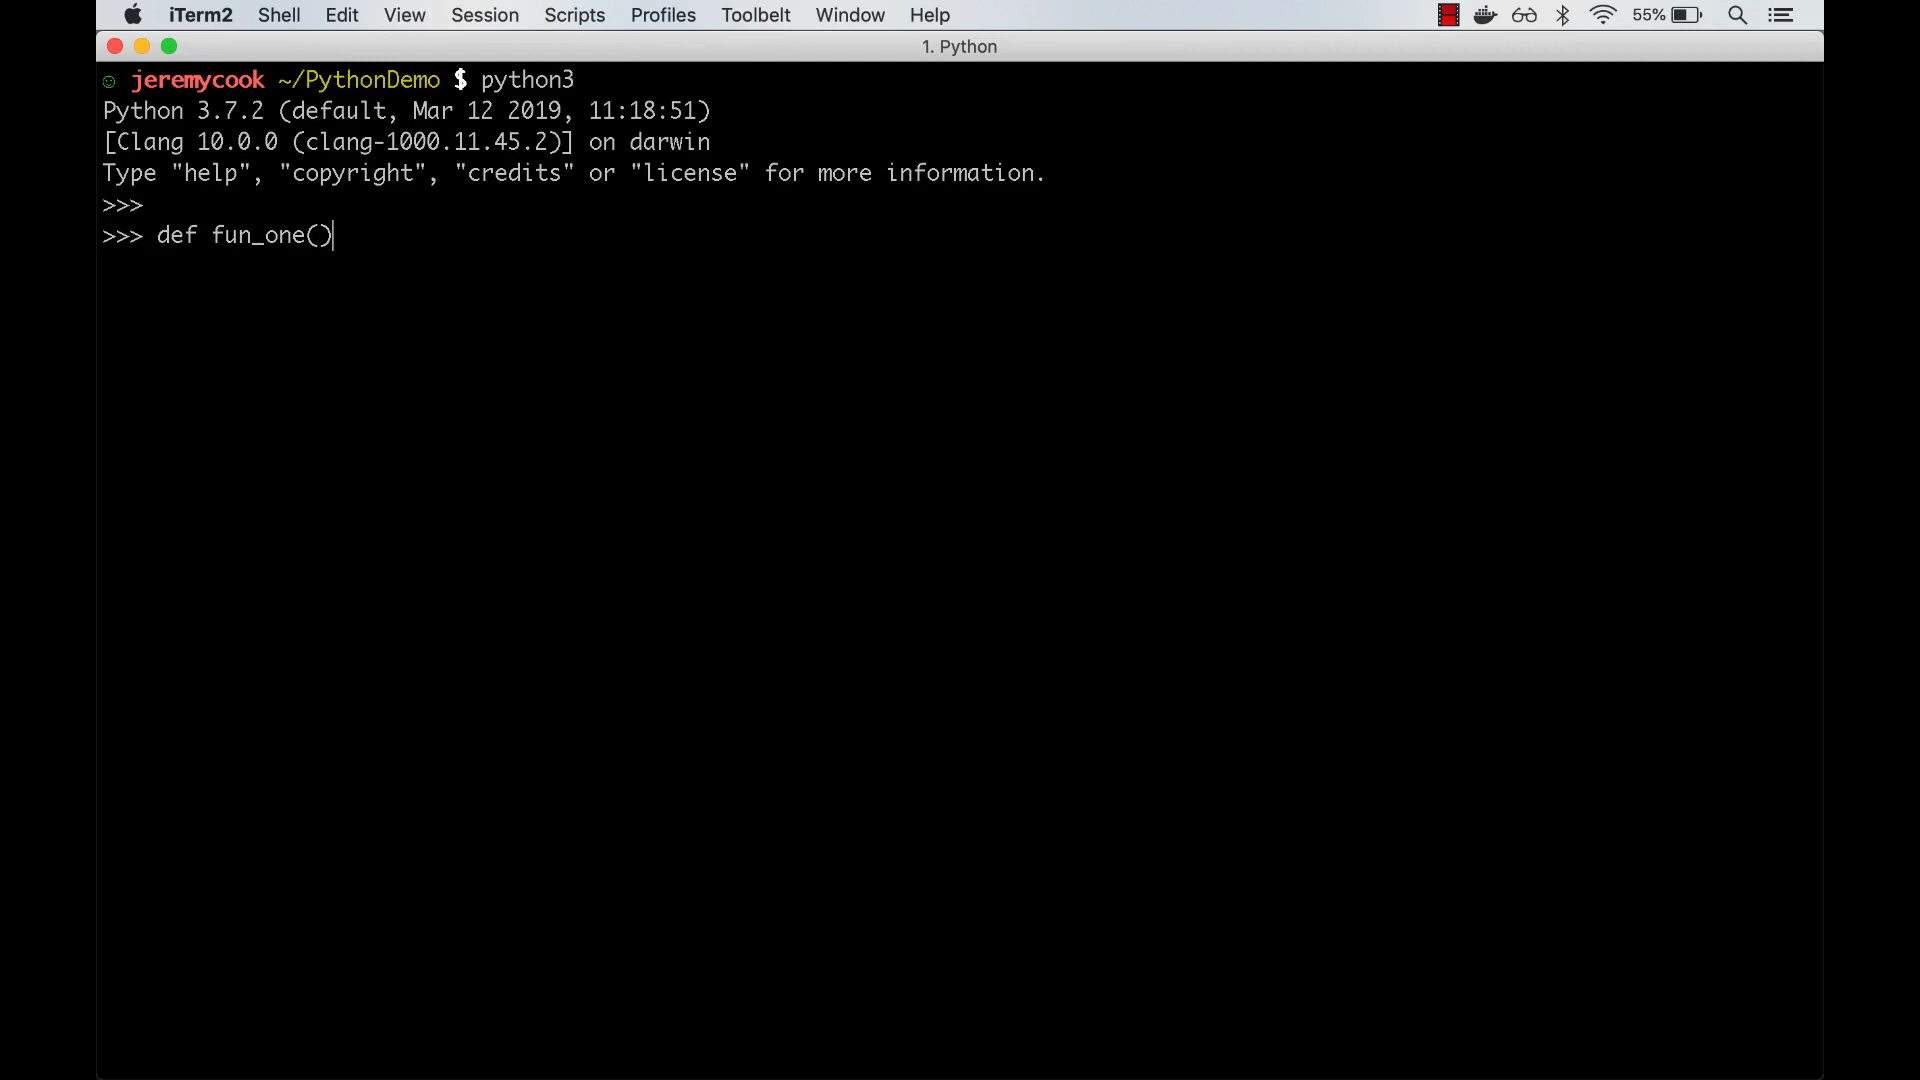 iTerm2 Shell Edit View Session Scripts Profiles Toolbelt Window Help 55%
1. Python
jeremycook ~/PythonDemo $ python3
Python 3.7.2 (default, Mar 12 2019, 11:18:51)
[Clang 10.0.0 (clang-1000.11.45.2)] on darwin
Type "help", "copyright", "credits" or "license" for more information.
>>>
>>> def fun_one()